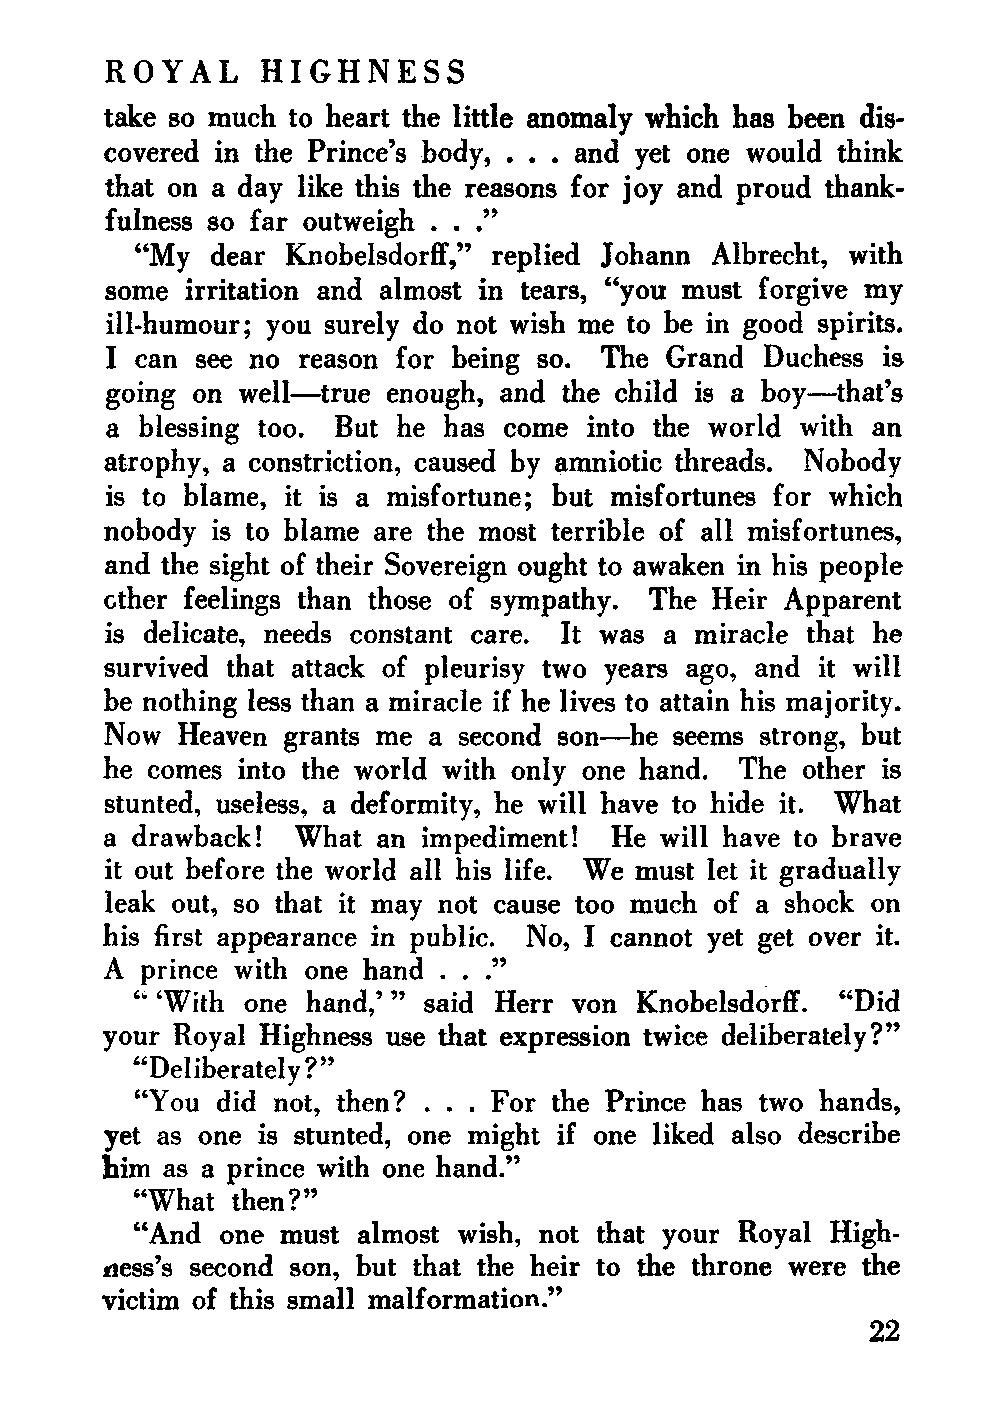 ROYAL HIGHNESS
take so much to heart the little anomaly which has been dis-
covered in the Prince's body, . . . and yet one would think
that on a day like this the reasons for joy and proud thank-
fulness so far outweigh . . ."
"My dear Knobelsdorff," replied Johann Albrecht, with
some irritation and almost in tears, "you must forgive my
ill-humour; you surely do not wish me to be in good spirits.
I can see no reason for being so. The Grand Duchess is
going on well—true enough, and the child is a boy—that's
a blessing too. But he has come into the world with an
atrophy, a constriction, caused by amniotic threads. Nobody
is to blame, it is a misfortune; but misfortunes for which
nobody is to blame are the most terrible of all misfortunes,
and the sight of their Sovereign ought to awaken in his people
other feelings than those of sympathy. The Heir Apparent
is delicate, needs constant care. It was a miracle that he
survived that attack of pleurisy two years ago, and it will
be nothing less than a miracle if he lives to attain his majority.
Now Heaven grants me a second son—he seems strong, but
he comes into the world with only one hand. The other is
stunted, useless, a deformity, he will have to hide it. What
a drawback! What an impediment! He will have to brave
it out before the world all his life. We must let it gradually
leak out, so that it may not cause too much of a shock on
his first appearance in public. No, I cannot yet get over it.
A prince with one hand . . ."
" 'With one hand,' " said Herr von Knobelsdorff. "Did
your Royal Highness use that expression twice deliberately?"
"Deliberately?"
"You did not, then? . . . For the Prince has two hands,
yet as one is stunted, one might if one liked also describe
him as a prince with one hand."
"What then?"
"And one must almost wish, not that your Royal High-
ness's second son, but that the heir to the throne were the
victim of this small malformation."
22